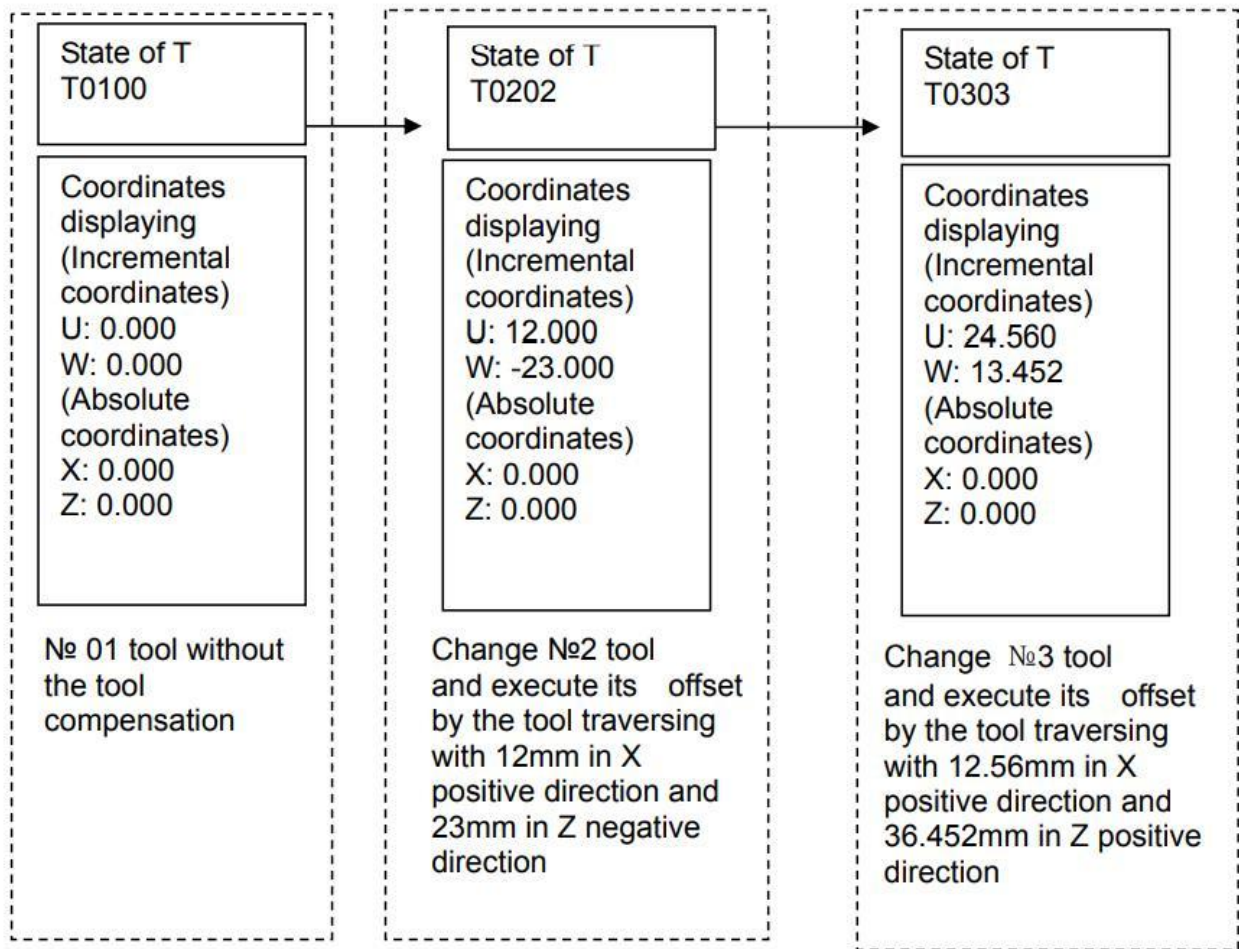 State of T
T0100
Coordinates
displaying
(Incremental
coordinates)
U: 0.000
W: 0.000
(Absolute
coordinates)
X: 0.000
Z: 0.000
№ 01 tool without
the tool
compensation
State of T
T0202
Coordinates
displaying
(Incremental
coordinates)
U: 12.000
W: -23.000
(Absolute
coordinates)
X: 0.000
Z: 0.000
Change №2 tool
and execute its offset
by the tool traversing
with 12mm in X
positive direction and
23mm in Z negative
direction
State of T
T0303
Coordinates
displaying
(Incremental
coordinates)
U: 24.560
W: 13.452
(Absolute
coordinates)
X: 0.000
Z: 0.000
Change №3 tool
and execute its offset
by the tool traversing
with 12.56mm in X
positive direction and
36.452mm in Z positive
direction